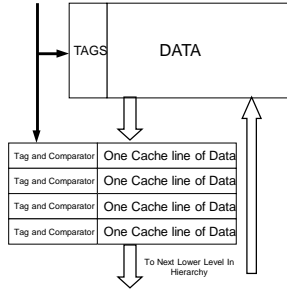 TAGS DATA
Tag and Comparator One Cache line of Data
Tag and Comparator One Cache line of Data
Tag and Comparator One Cache line of Data
Tag and Comparator One Cache line of Data
To Next Lower Level In
Hierarchy